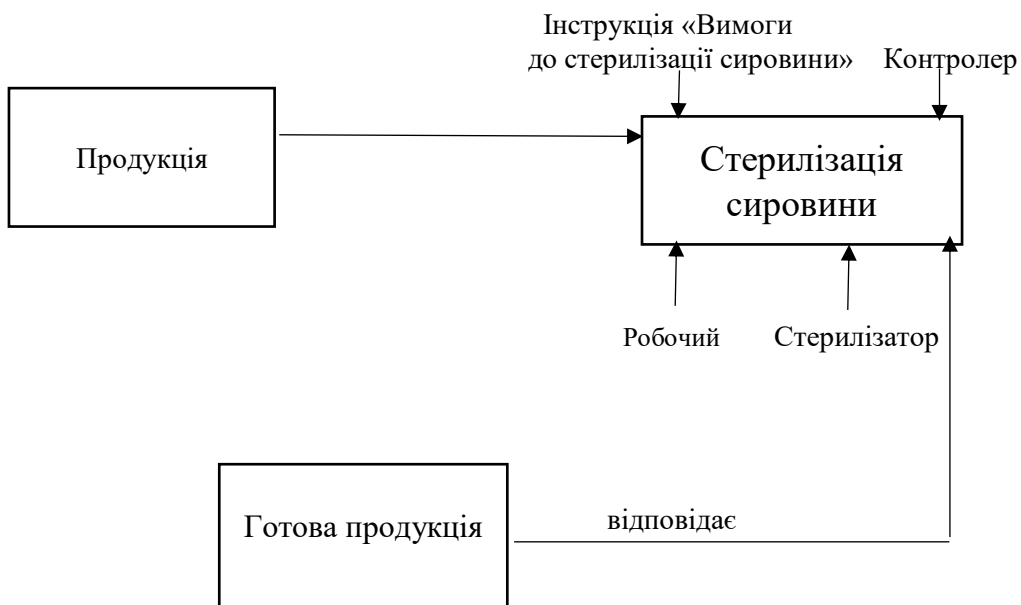 Інструкція «Вимоги
до стерилізації сировини»
Контролер
Продукція
Стерилізація
сировини
Робочий
Стерилізатор
Готова продукція
відповідає